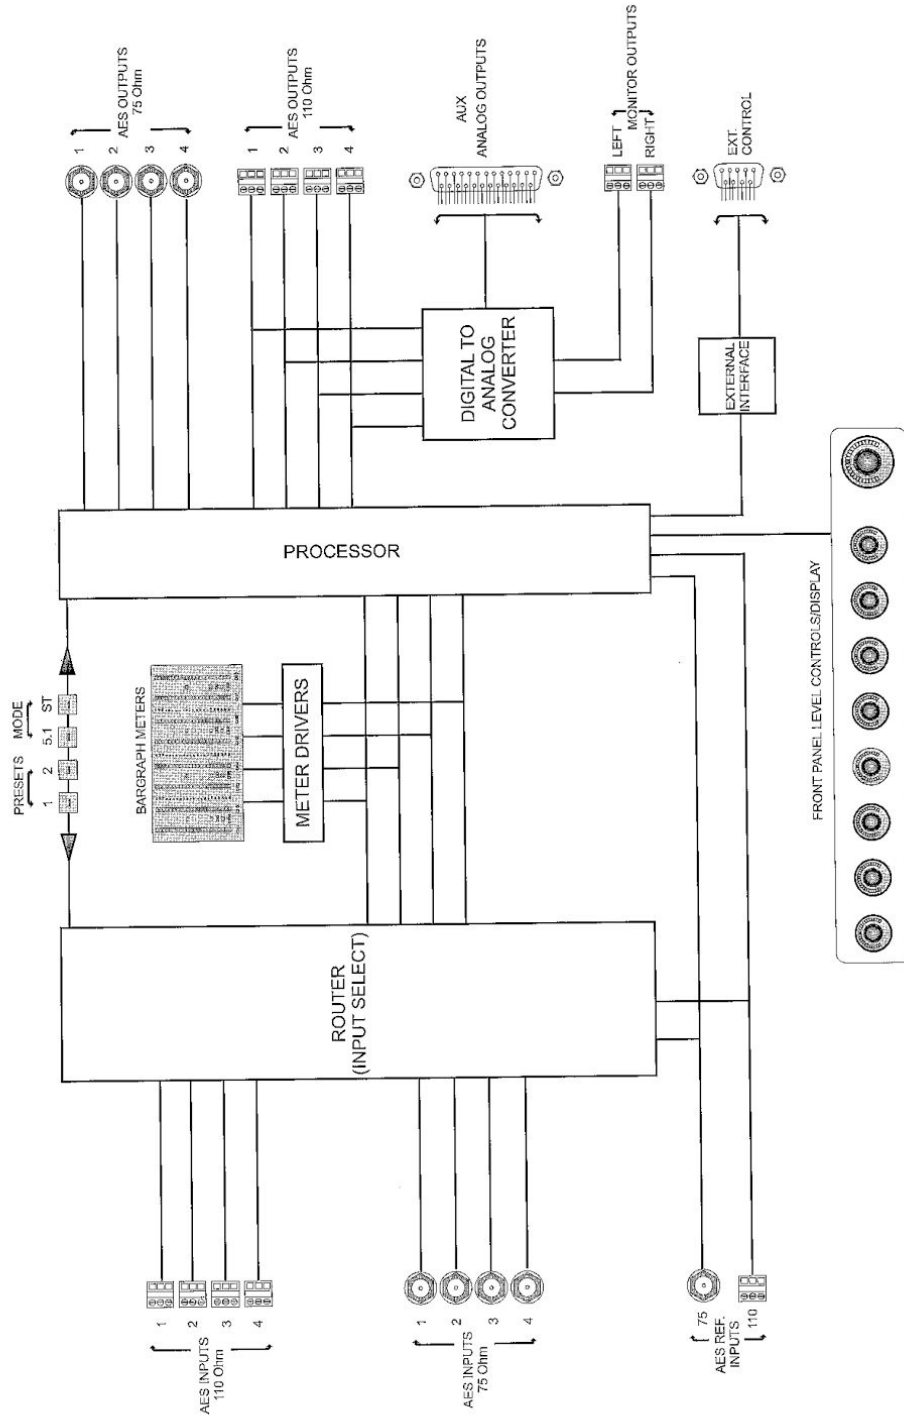 AES INPUTS
110 Ohm
1
2
3
4
AES INPUTS
75 Ohm
1
2
3
4
AES REF.
INPUTS
75
110
ROUTER
(INPUT SELECT)
PRESETS
MODE
1
2
5.1
ST
BARGRAPH METERS
METER DRIVERS
PROCESSOR
FRONT PANEL LEVEL CONTROLS/DISPLAY
DIGITAL TO
ANALOG
CONVERTER
EXTERNAL
INTERFACE
1
2
3
4
AES OUTPUTS
75 Ohm
1
2
3
4
AES OUTPUTS
110 Ohm
AUX
ANALOG OUTPUTS
LEFT
MONITOR OUTPUTS
RIGHT
EXT.
CONTROL